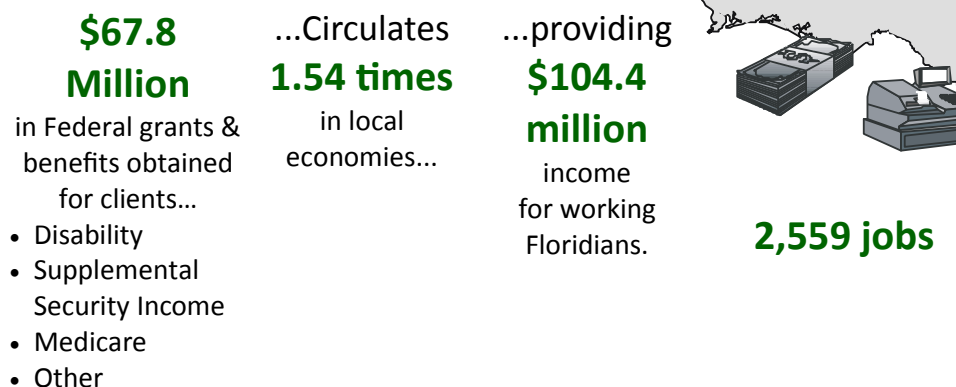 $67.8
Million
in Federal grants &
benefits obtained
for clients...
• Disability
• Supplemental
Security Income
• Medicare
• Other
...Circulates
1.54 times
in local
economies...
...providing
$104.4
million
income
for working
Floridians.
2,559 jobs